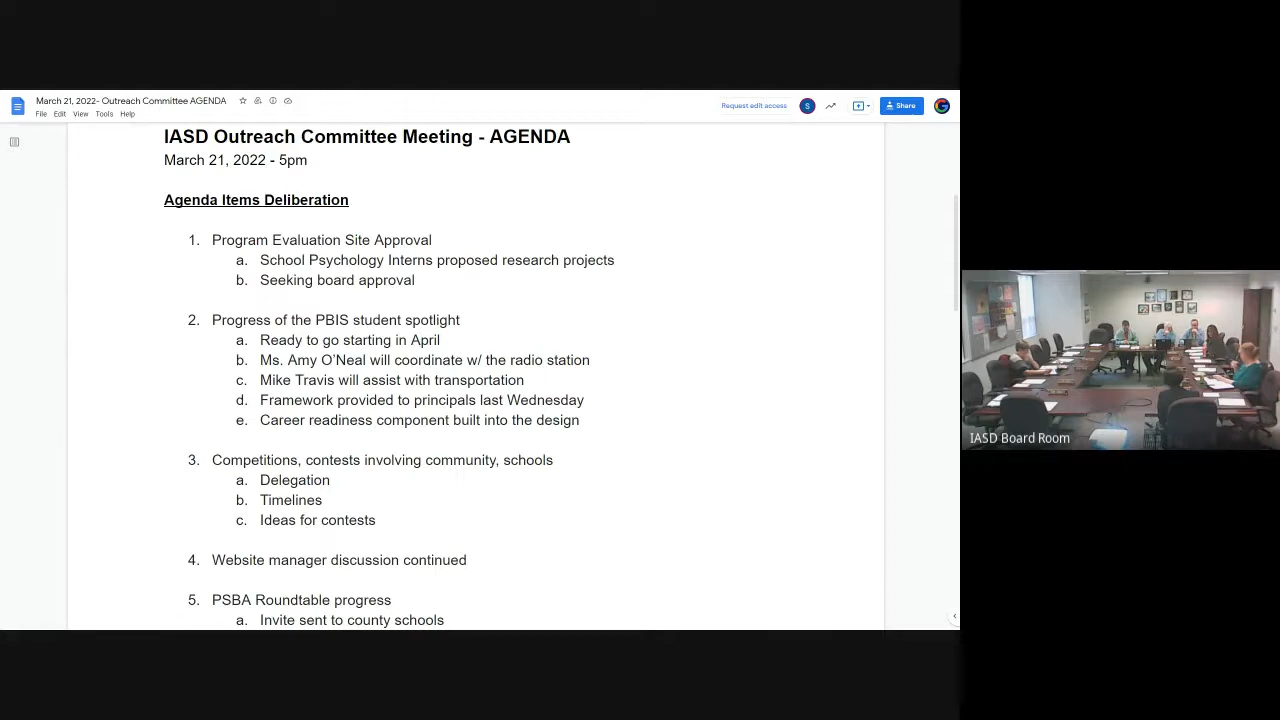 March 21, 2022- Outreach Committee AGENDA
File Edit View Tools Help
Request edit access
S
Share
IASD Outreach Committee Meeting - AGENDA
March 21, 2022 - 5pm
Agenda Items Deliberation
1. Program Evaluation Site Approval
a. School Psychology Interns proposed research projects
b. Seeking board approval
2. Progress of the PBIS student spotlight
a. Ready to go starting in April
b. Ms. Amy O’Neal will coordinate w/ the radio station
c. Mike Travis will assist with transportation
d. Framework provided to principals last Wednesday
e. Career readiness component built into the design
3. Competitions, contests involving community, schools
a. Delegation
b. Timelines
c. Ideas for contests
4. Website manager discussion continued
5. PSBA Roundtable progress
a. Invite sent to county schools
IASD Board Room